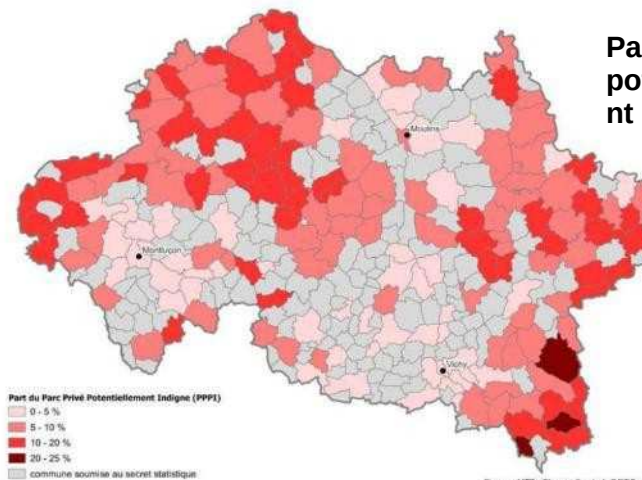 Pa
po
nt
Moulins
Montluçon
Vichy
Part du Parc Privé Potentiellement Indigne (PPPI)
0 - 5 %
5 - 10 %
10 - 20 %
20 - 25 %
commune soumise au secret statistique